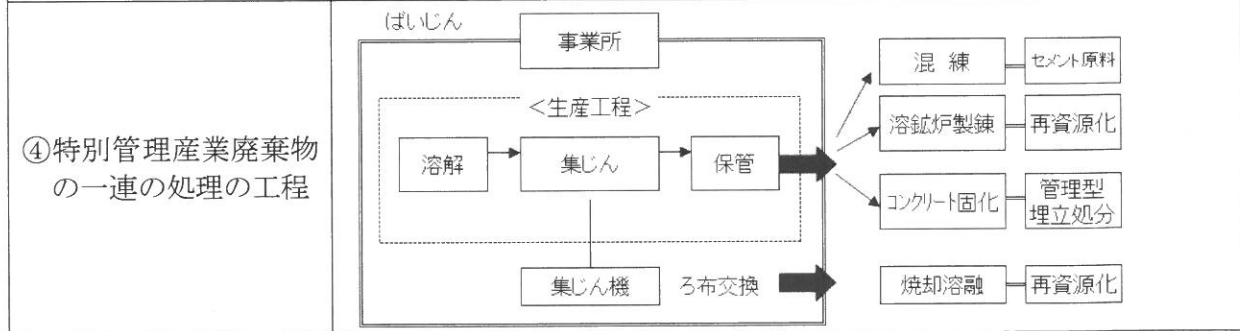 ④特別管理産業廃棄物
の一連の処理の工程
ばいじん
事業所
<生産工程>
溶解
集じん
保管
集じん機
ろ布交換
混 練
セメント原料
溶鉱炉製錬
再資源化
コンクリート固化
管理型
埋立処分
焼却溶融
再資源化